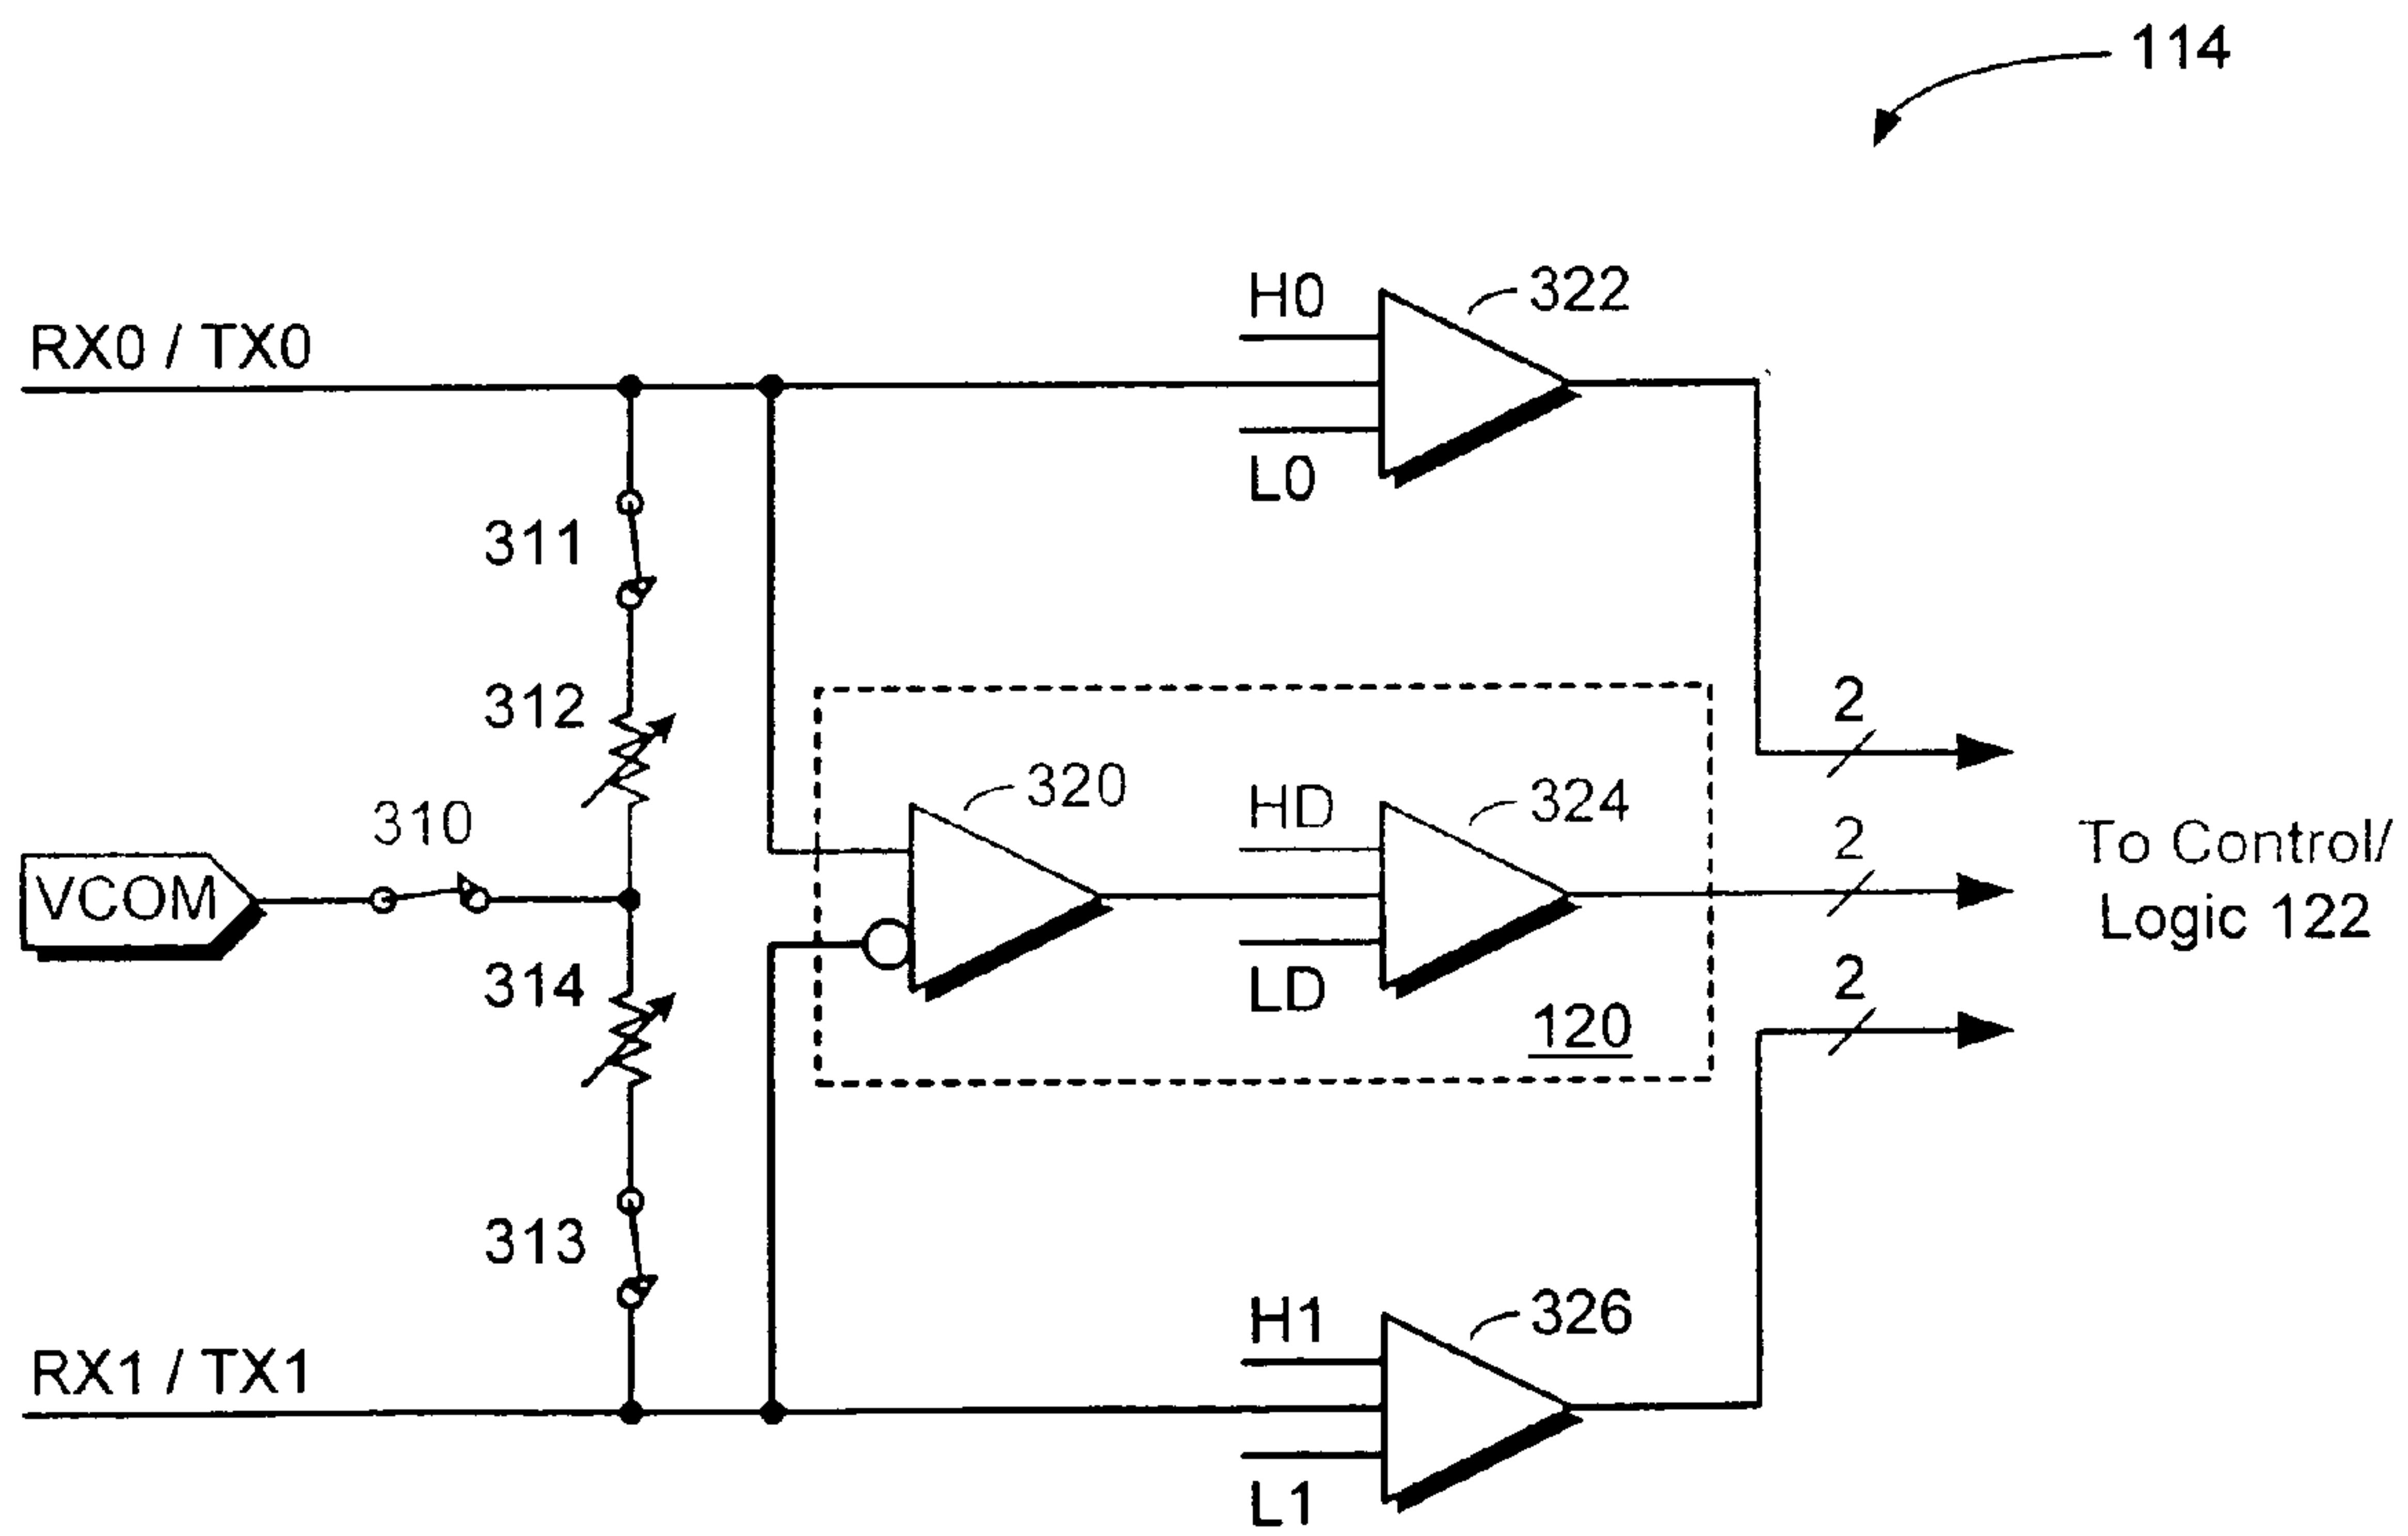 114
H0
322
RX0 / TX0
L0
311
312
2
320
HD
324
310
2
To Control/
VCOM
Logic 122
314
LD
2
120
313
H1
326
RX1 / TX1
L1